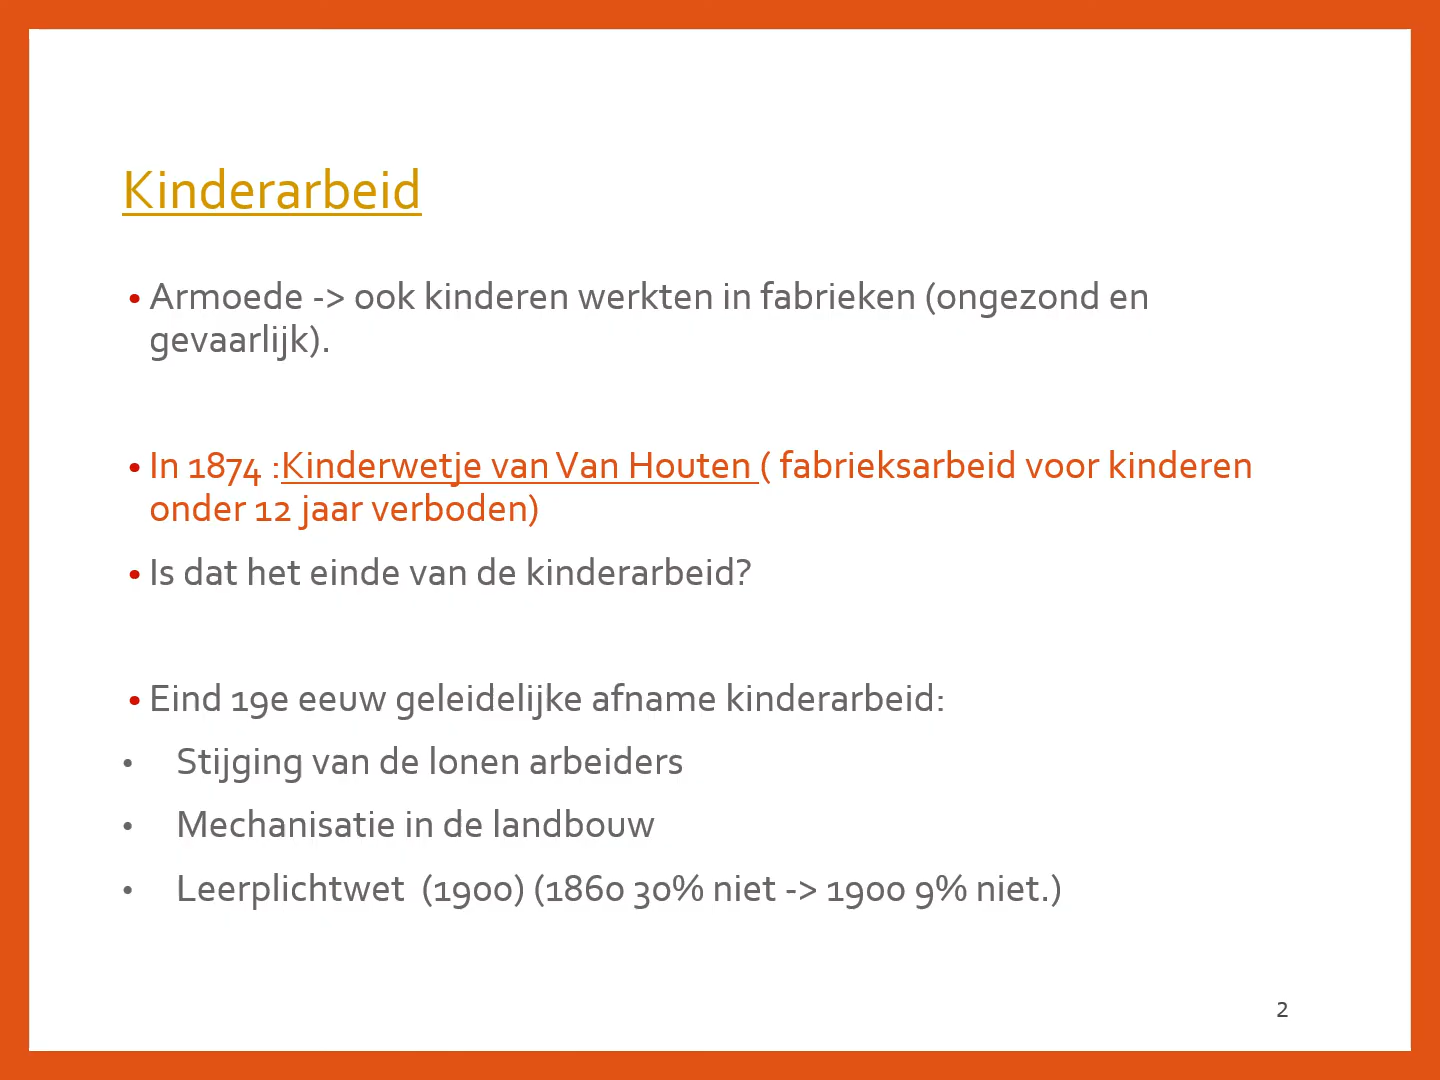 Kinderarbeid
• Armoede -> ook kinderen werkten in fabrieken (ongezond en
gevaarlijk).
• In 1874 :Kinderwetje van Van Houten ( fabrieksarbeid voor kinderen
onder 12 jaar verboden)
• Is dat het einde van de kinderarbeid?
• Eind 19e eeuw geleidelijke afname kinderarbeid:
• Stijging van de lonen arbeiders
• Mechanisatie in de landbouw
• Leerplichtwet  (1900) (1860 30% niet -> 1900 9% niet.)
2